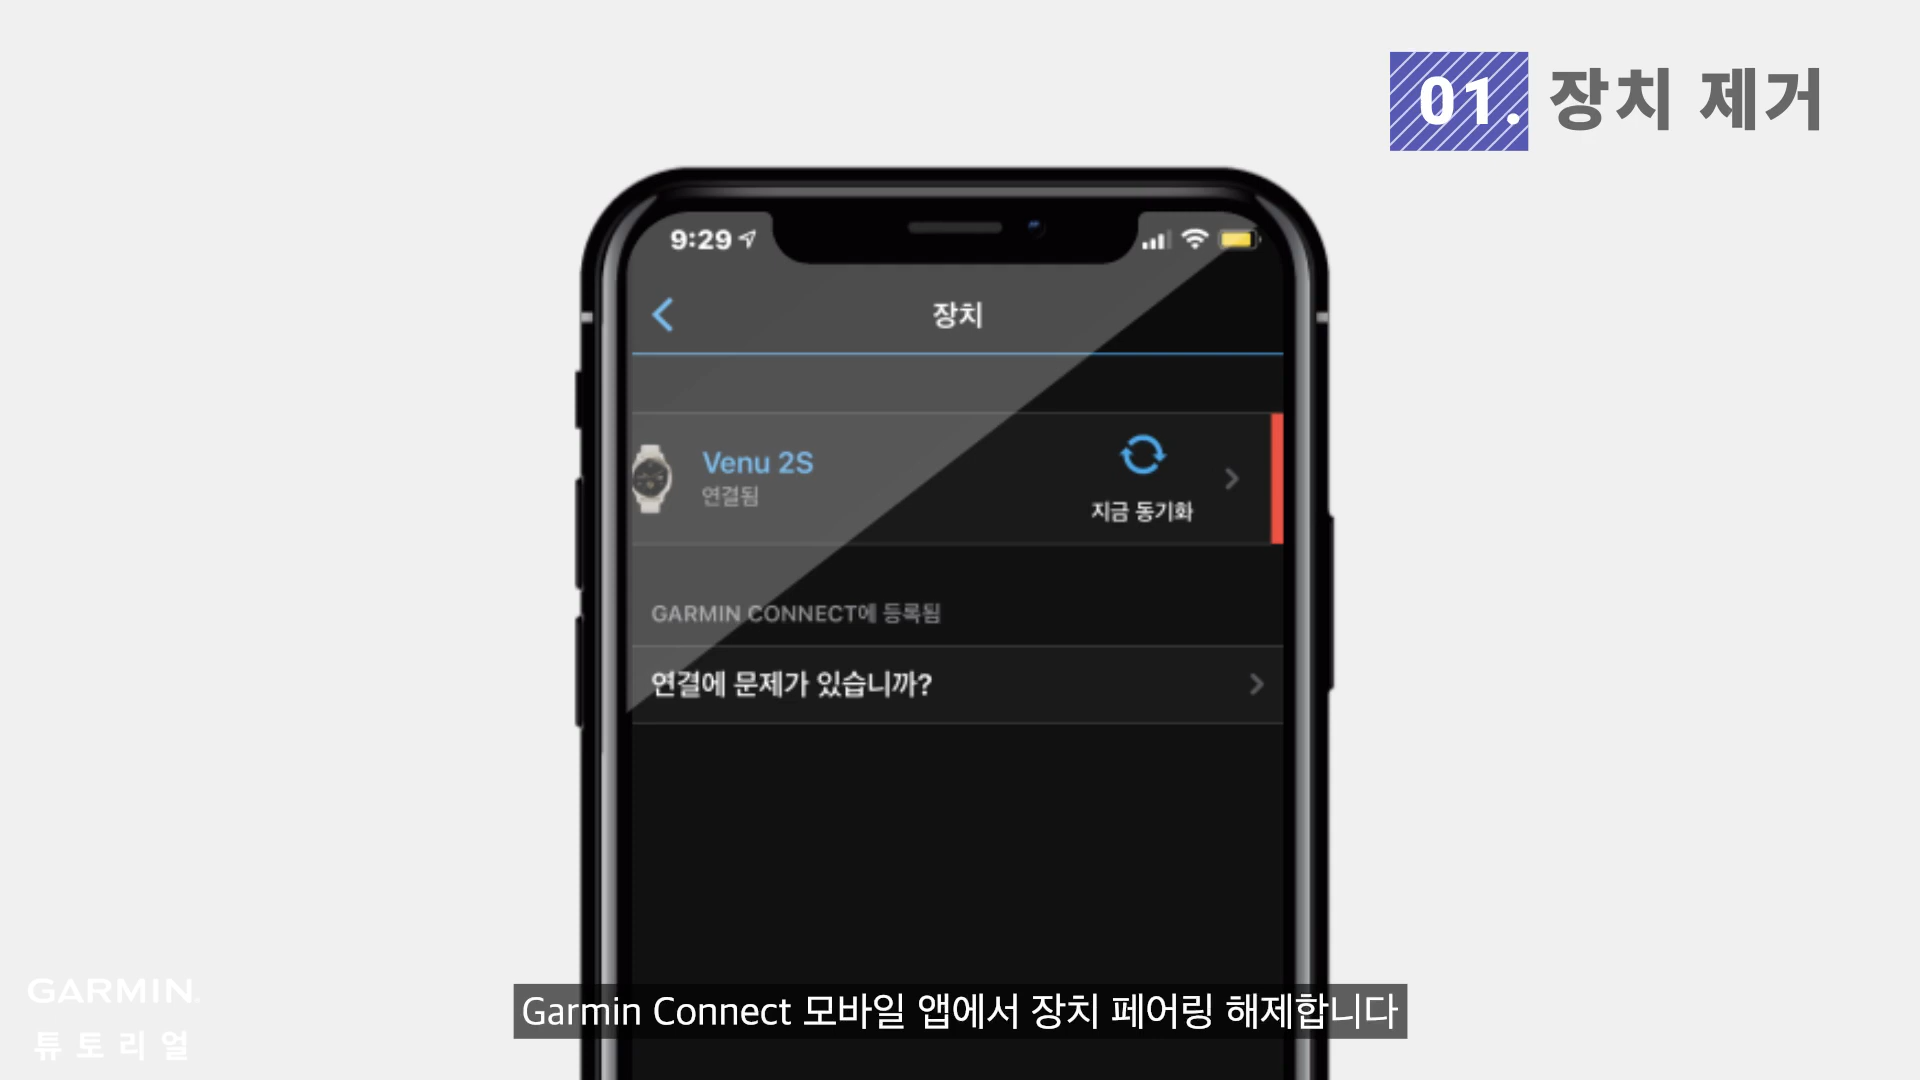 01. 장치 제거
9:29
장치
Venu 2S
연결됨
지금 동기화
GARMIN CONNECT에 등록됨
연결에 문제가 있습니까?
Garmin Connect 모바일 앱에서 장치 페어링 해제합니다
GARMIN.
튜토리얼